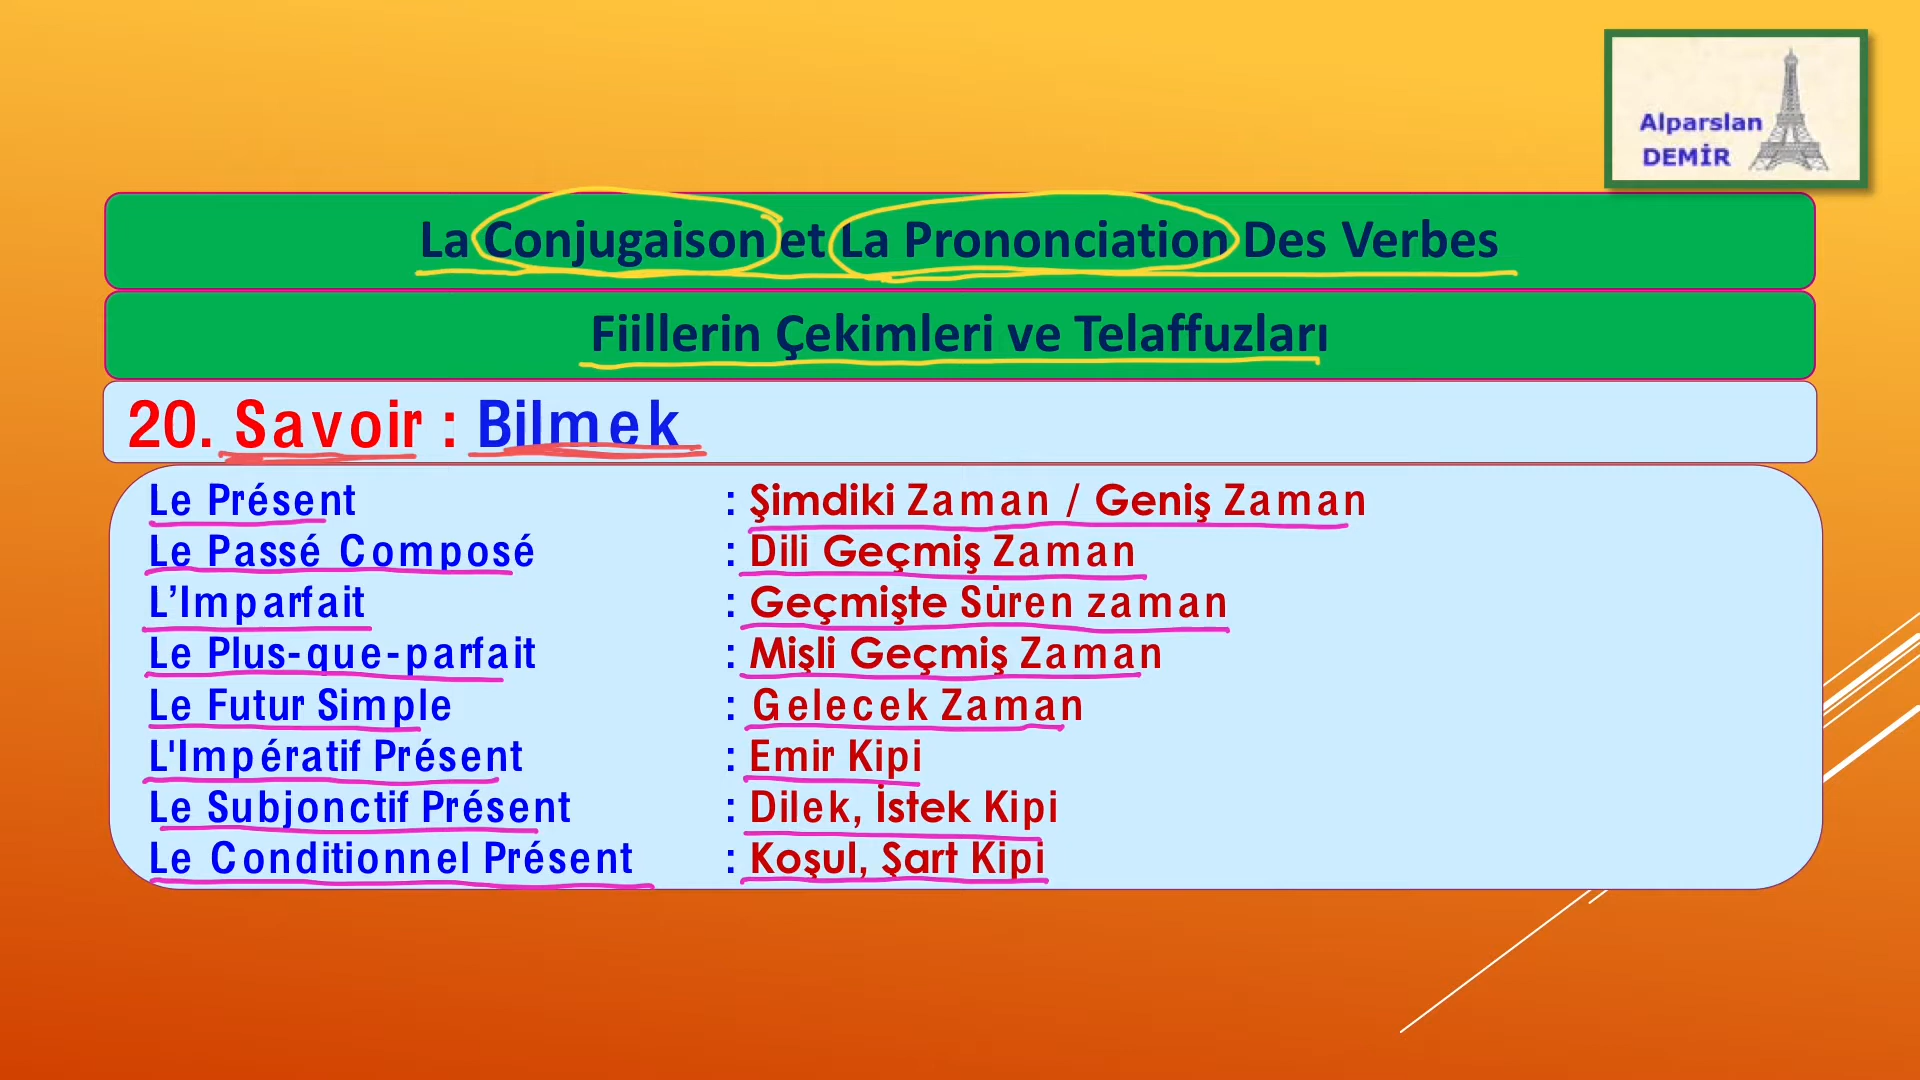 Alparslan
DEMİR
La Conjugaison et La Prononciation Des Verbes
Fiillerin Çekimleri ve Telaffuzları
20. Savoir : Bilmek
Le Présent : Şimdiki Zaman / Geniş Zaman
Le Passé Composé : Dili Geçmiş Zaman
L’Imparfait : Geçmişte Süren zaman
Le Plus-que-parfait : Mişli Geçmiş Zaman
Le Futur Simple : Gelecek Zaman
L'Impératif Présent : Emir Kipi
Le Subjonctif Présent : Dilek, İstek Kipi
Le Conditionnel Présent : Koşul, Şart Kipi